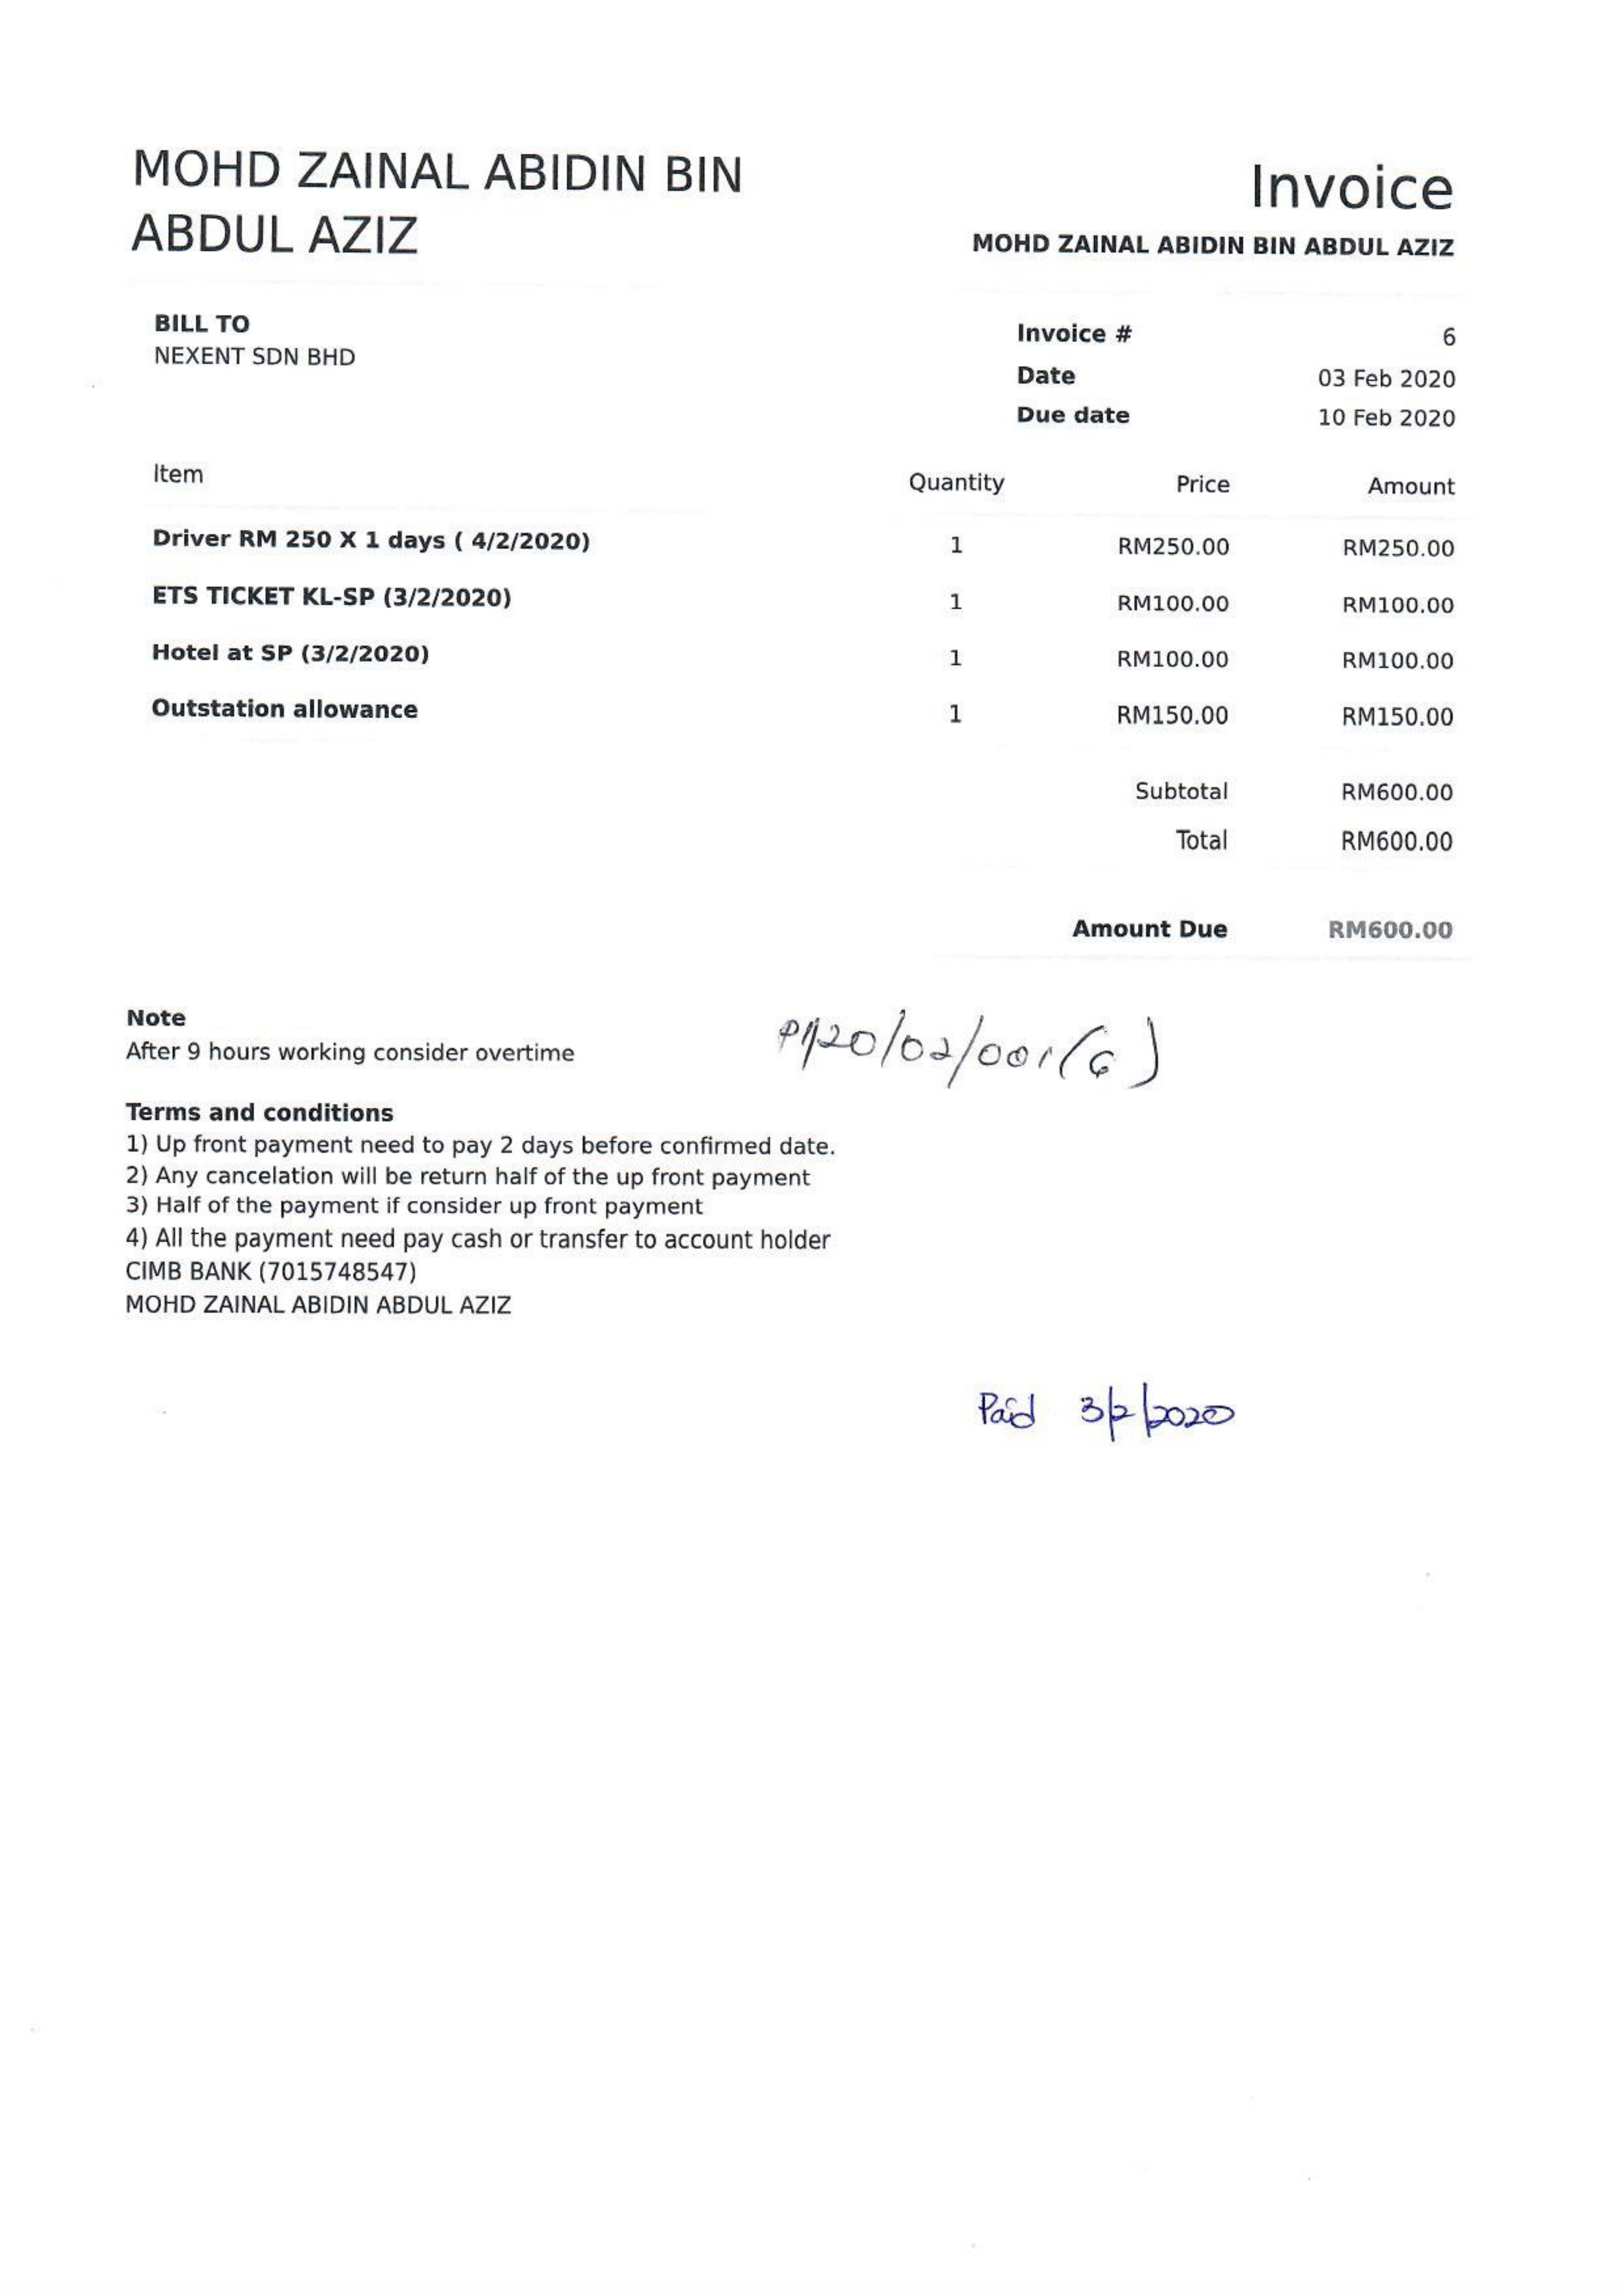 MOHD ZAINAL ABIDIN BIN
ABDUL AZIZ
Invoice
MOHD ZAINAL ABIDIN BIN ABDUL AZIZ
BILL TO
NEXENT SDN BHD
Invoice # 6
Date 03 Feb 2020
Due date 10 Feb 2020
Item Quantity Price Amount
Driver RM 250 X 1 days ( 4/2/2020) 1 RM250.00 RM250.00
ETS TICKET KL-SP (3/2/2020) 1 RM100.00 RM100.00
Hotel at SP (3/2/2020) 1 RM100.00 RM100.00
Outstation allowance 1 RM150.00 RM150.00
Subtotal RM600.00
Total RM600.00
Amount Due RM600.00
Note
After 9 hours working consider overtime
Terms and conditions
1) Up front payment need to pay 2 days before confirmed date.
2) Any cancelation will be return half of the up front payment
3) Half of the payment if consider up front payment
4) All the payment need pay cash or transfer to account holder
CIMB BANK (7015748547)
MOHD ZAINAL ABIDIN ABDUL AZIZ
Paid 3/2/2020